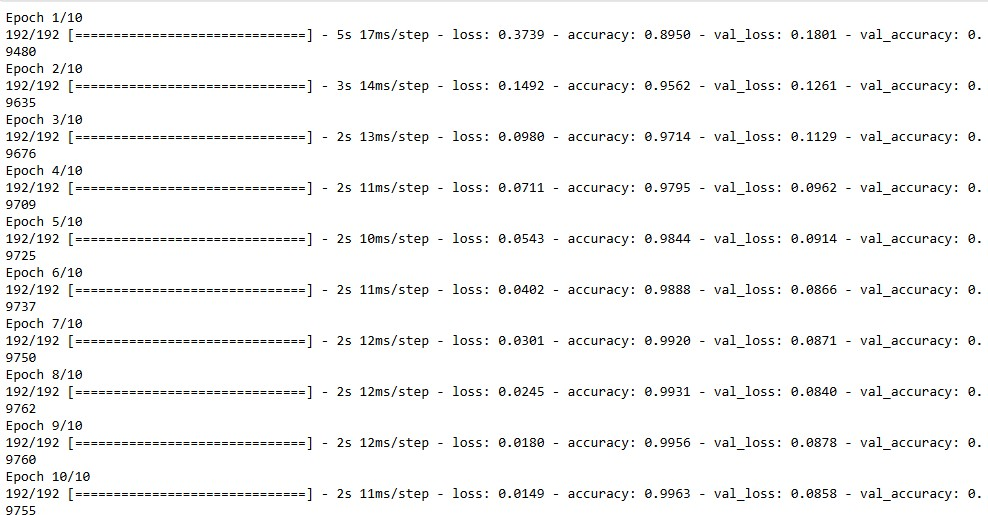 Epoch 1/10
192/192 [==============================] - 5s 17ms/step - loss: 0.3739 - accuracy: 0.8950 - val_loss: 0.1801 - val_accuracy: 0.
9480
Epoch 2/10
192/192 [==============================] - 3s 14ms/step - loss: 0.1492 - accuracy: 0.9562 - val_loss: 0.1261 - val_accuracy: 0.
9635
Epoch 3/10
192/192 [==============================] - 2s 13ms/step - loss: 0.0980 - accuracy: 0.9714 - val_loss: 0.1129 - val_accuracy: 0.
9676
Epoch 4/10
192/192 [==============================] - 2s 11ms/step - loss: 0.0711 - accuracy: 0.9795 - val_loss: 0.0962 - val_accuracy: 0.
9709
Epoch 5/10
192/192 [==============================] - 2s 10ms/step - loss: 0.0543 - accuracy: 0.9844 - val_loss: 0.0914 - val_accuracy: 0.
9725
Epoch 6/10
192/192 [==============================] - 2s 11ms/step - loss: 0.0402 - accuracy: 0.9888 - val_loss: 0.0866 - val_accuracy: 0.
9737
Epoch 7/10
192/192 [==============================] - 2s 12ms/step - loss: 0.0301 - accuracy: 0.9920 - val_loss: 0.0871 - val_accuracy: 0.
9750
Epoch 8/10
192/192 [==============================] - 2s 12ms/step - loss: 0.0245 - accuracy: 0.9931 - val_loss: 0.0840 - val_accuracy: 0.
9762
Epoch 9/10
192/192 [==============================] - 2s 12ms/step - loss: 0.0180 - accuracy: 0.9956 - val_loss: 0.0878 - val_accuracy: 0.
9760
Epoch 10/10
192/192 [==============================] - 2s 11ms/step - loss: 0.0149 - accuracy: 0.9963 - val_loss: 0.0858 - val_accuracy: 0.
9755